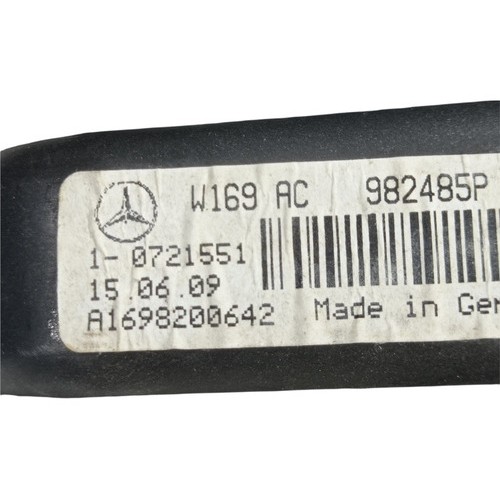 W169 AC 982485P
1- 0721551
15.06.09
A1698200642 Made in Ger